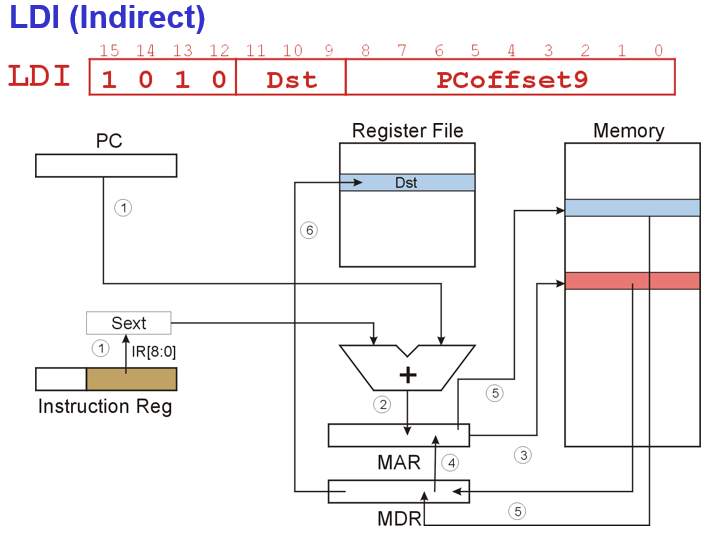 LDI (Indirect)
15 14 13 12 11 10 9 8 7 6 5 4 3 2 1 0
LDI 1 0 1 0 Dst PCoffset9
PC
Register File
Memory
Dst
1
6
5
Sext
1
IR[8:0]
+
Instruction Reg
2
5
3
MAR
4
MDR
5